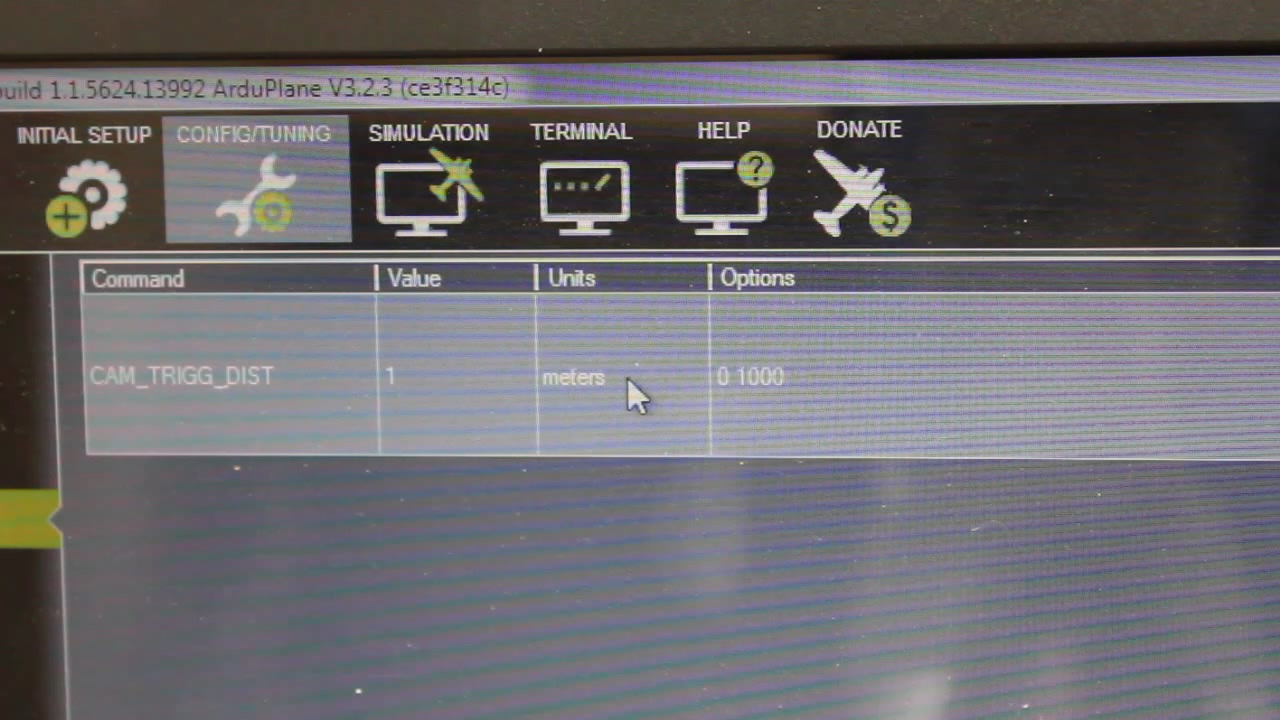 build 1.1.5624.13992 ArduPlane V3.2.3 (ce3f314c)
INITIAL SETUP CONFIG/TUNING SIMULATION TERMINAL HELP DONATE
Command Value Units Options
CAM_TRIGG_DIST 1 meters 0 1000